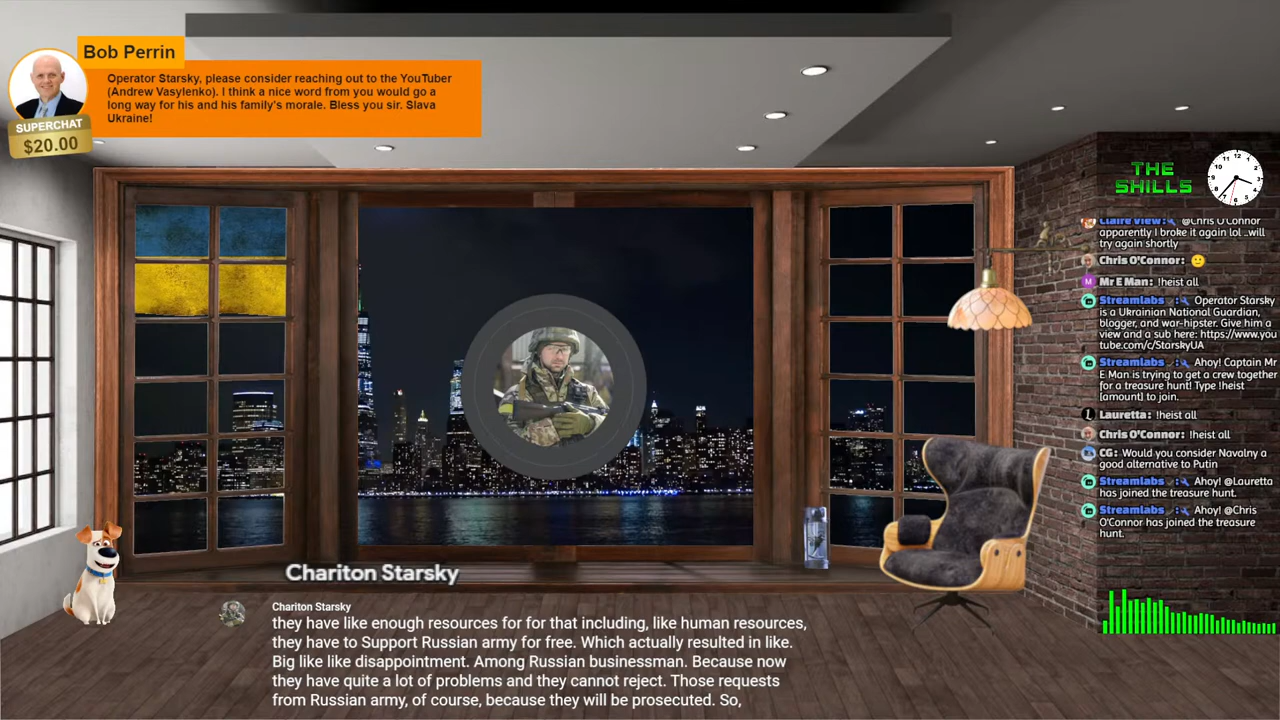 Bob Perrin
Operator Starsky, please consider reaching out to the YouTuber
(Andrew Vasylenko). I think a nice word from you would go a
long way for his and his family's morale. Bless you sir. Slava
Ukraine!
SUPERCHAT
$20.00
THE
SHILLS
Claire View: @Chris O'Connor
apparently I broke it again lol ..will
try again shortly
Chris O'Connor: 🙂
M Mr E Man: !heist all
Streamlabs: Operator Starsky
is a Ukrainian National Guardian,
blogger, and war-hipster. Give him a
view and a sub here: https://www.you
tube.com/c/StarskyUA
Streamlabs: Ahoy! Captain Mr
E Man is trying to get a crew together
for a treasure hunt! Type !heist
[amount] to join.
Lauretta: !heist all
Chris O'Connor: !heist all
CG: Would you consider Navalny a
good alternative to Putin
Streamlabs: Ahoy! @Lauretta
has joined the treasure hunt.
Streamlabs: Ahoy! @Chris
O'Connor has joined the treasure
hunt.
Chariton Starsky
Chariton Starsky
they have like enough resources for for that including, like human resources,
they have to Support Russian army for free. Which actually resulted in like.
Big like like disappointment. Among Russian businessman. Because now
they have quite a lot of problems and they cannot reject. Those requests
from Russian army, of course, because they will be prosecuted. So,